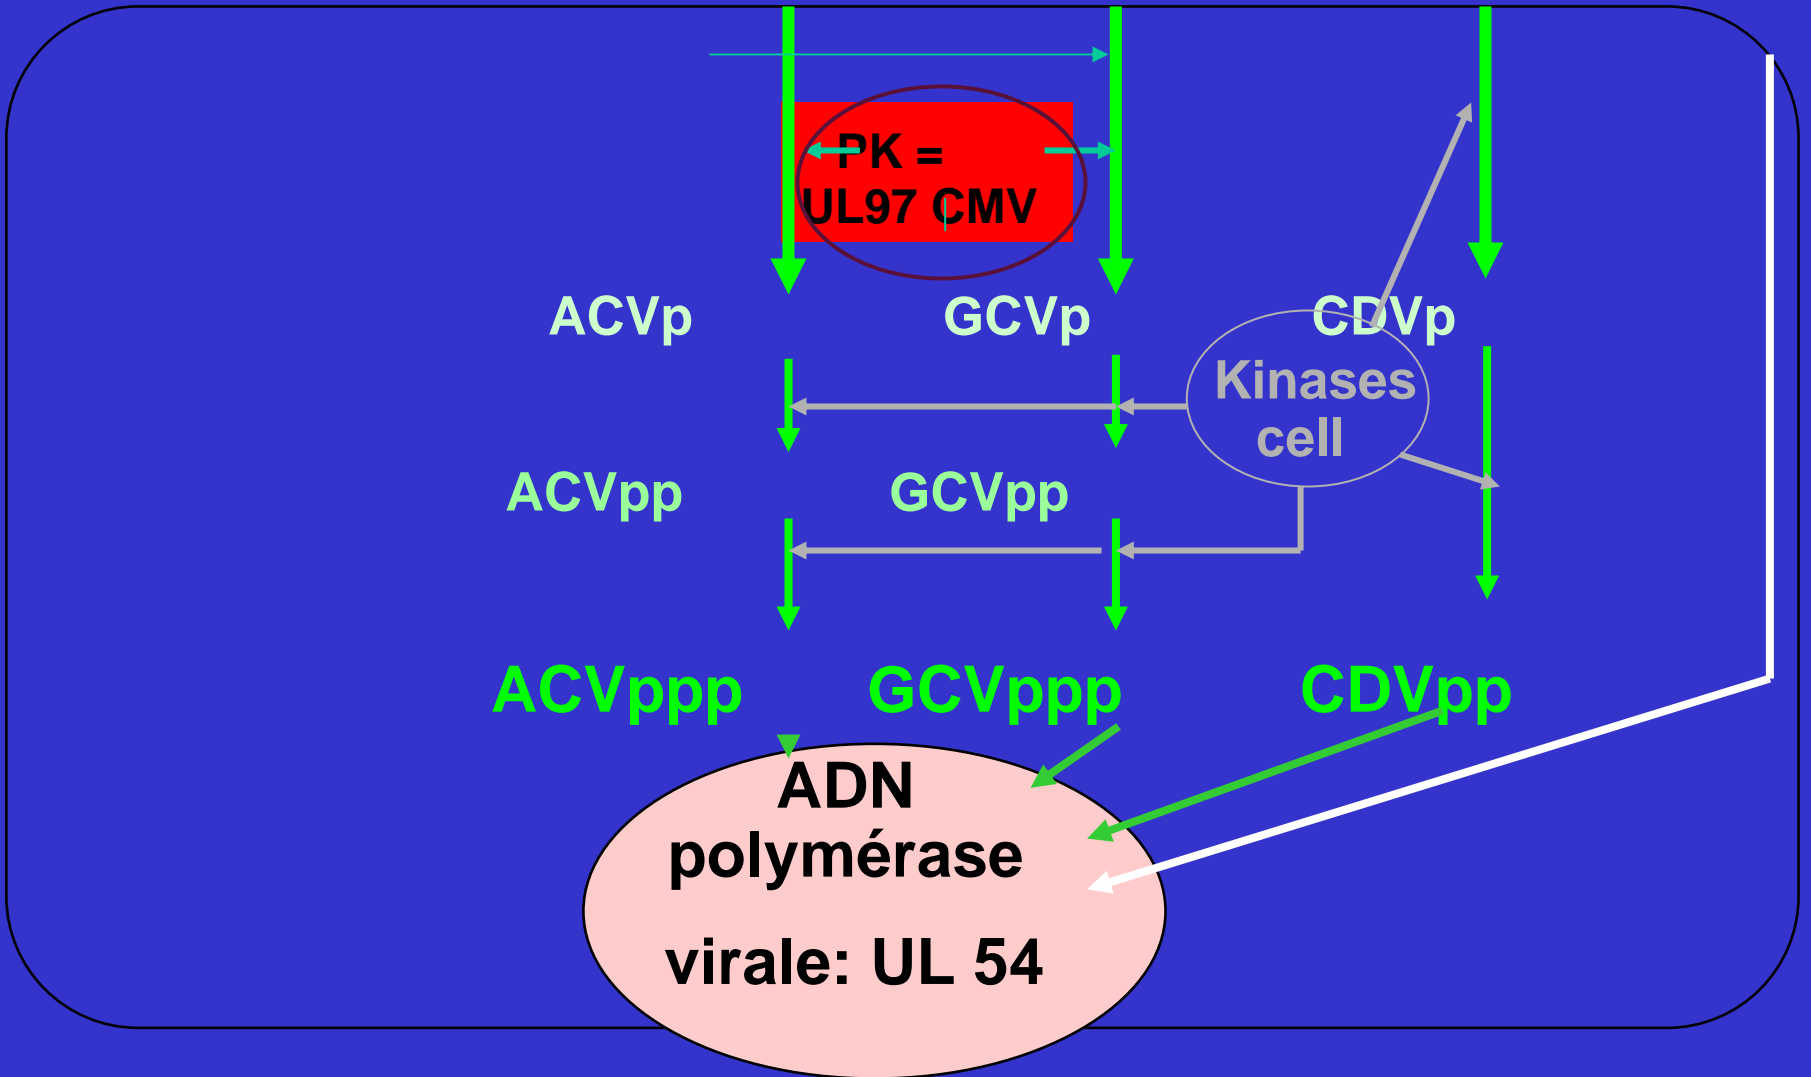 PK =
UL97 CMV
ACVp GCVp CDVp
Kinases
cell
ACVpp GCVpp
ACVppp GCVppp CDVpp
ADN
polymérase
virale: UL 54